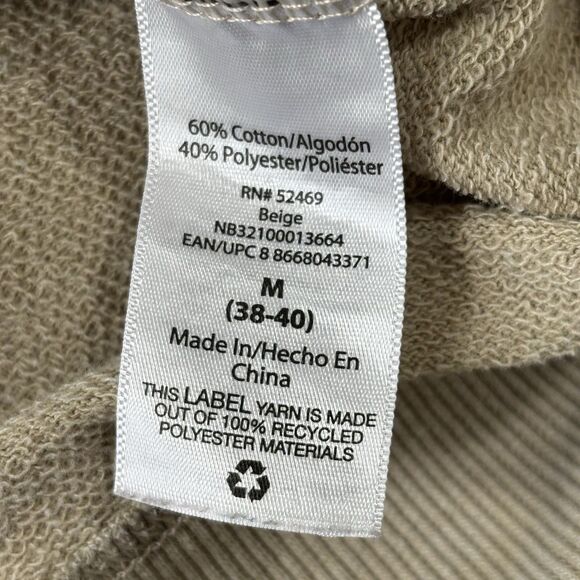 60% Cotton/Algodón
40% Polyester/Poliéster
RN# 52469
Beige
NB32100013664
EAN/UPC 8 8668043371
M
(38-40)
Made In/Hecho En
China
THIS LABEL YARN IS MADE
OUT OF 100% RECYCLED
POLYESTER MATERIALS